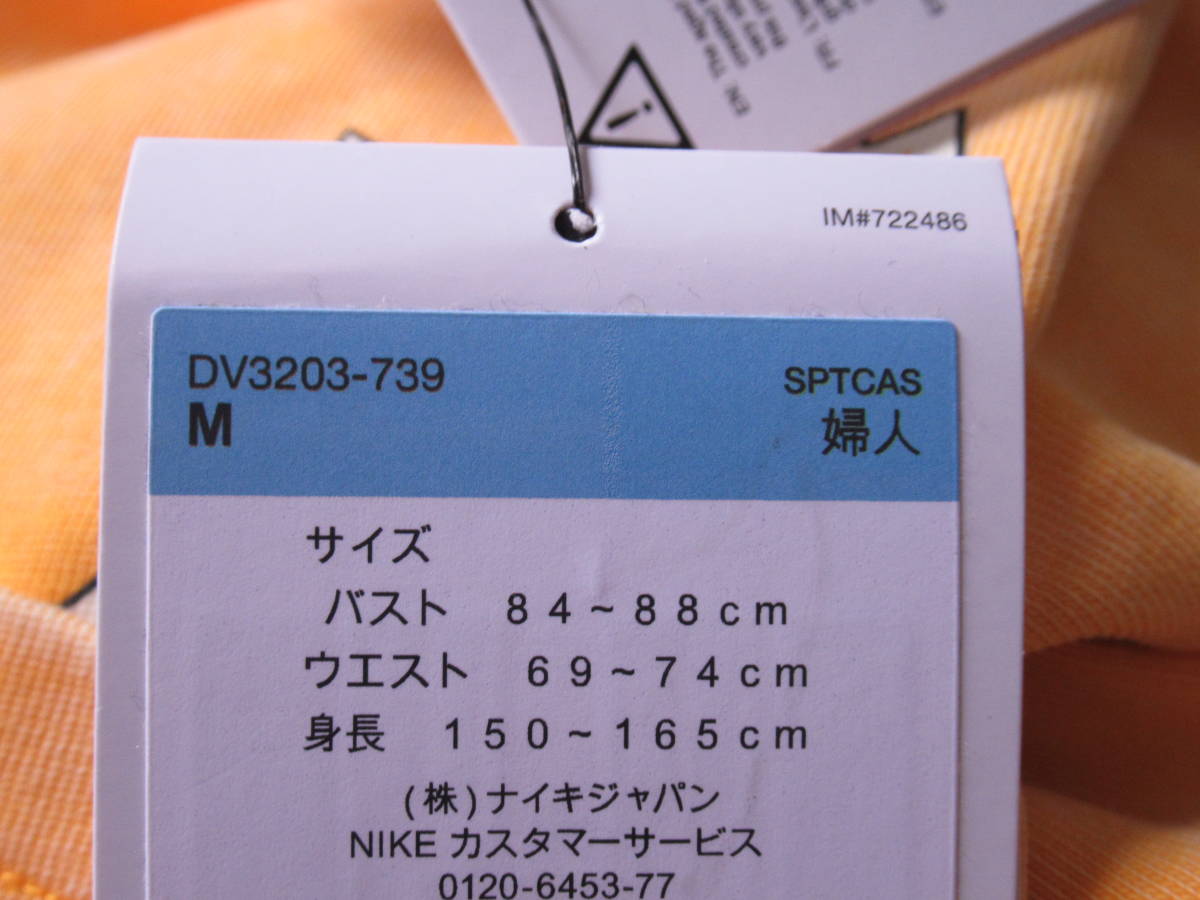 EN: The
IM#722486
DV3203-739
SPTCAS
M
婦人
サイズ
バスト 84~88cm
ウエスト 69~74cm
身長 150~165cm
(株)ナイキジャパン
NIKE カスタマーサービス
0120-6453-77